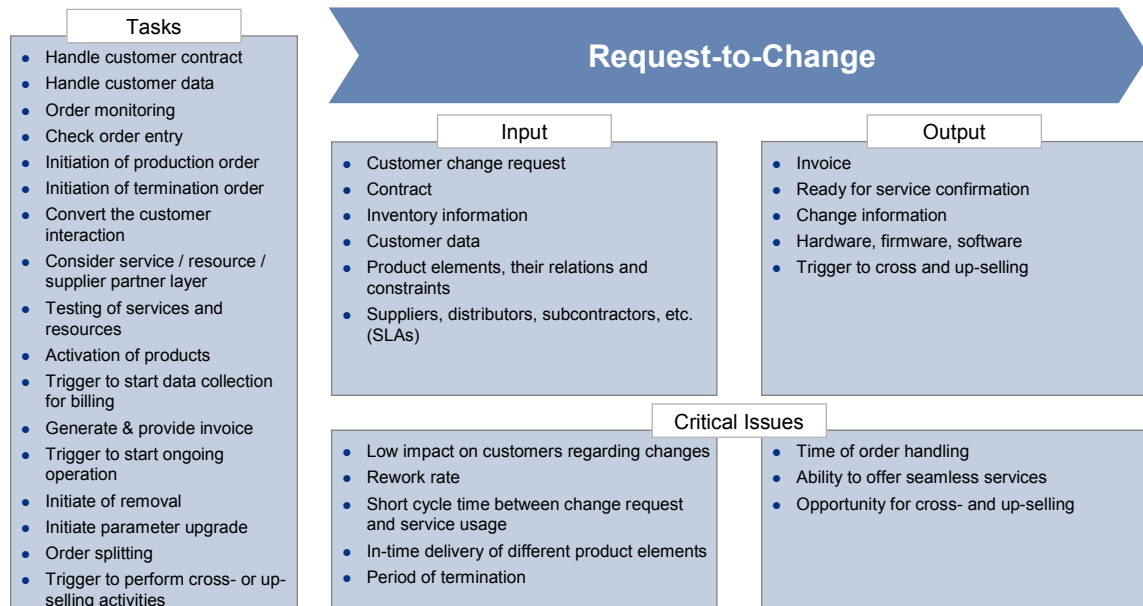 Tasks
• Handle customer contract
• Handle customer data
• Order monitoring
• Check order entry
• Initiation of production order
• Initiation of termination order
• Convert the customer
interaction
• Consider service / resource /
supplier partner layer
• Testing of services and
resources
• Activation of products
• Trigger to start data collection
for billing
• Generate & provide invoice
• Trigger to start ongoing
operation
• Initiate of removal
• Initiate parameter upgrade
• Order splitting
• Trigger to perform cross- or up-
selling activities
Request-to-Change
Input
• Customer change request
• Contract
• Inventory information
• Customer data
• Product elements, their relations and
constraints
• Suppliers, distributors, subcontractors, etc.
(SLAs)
Output
• Invoice
• Ready for service confirmation
• Change information
• Hardware, firmware, software
• Trigger to cross and up-selling
Critical Issues
• Low impact on customers regarding changes
• Rework rate
• Short cycle time between change request
and service usage
• In-time delivery of different product elements
• Period of termination
• Time of order handling
• Ability to offer seamless services
• Opportunity for cross- and up-selling